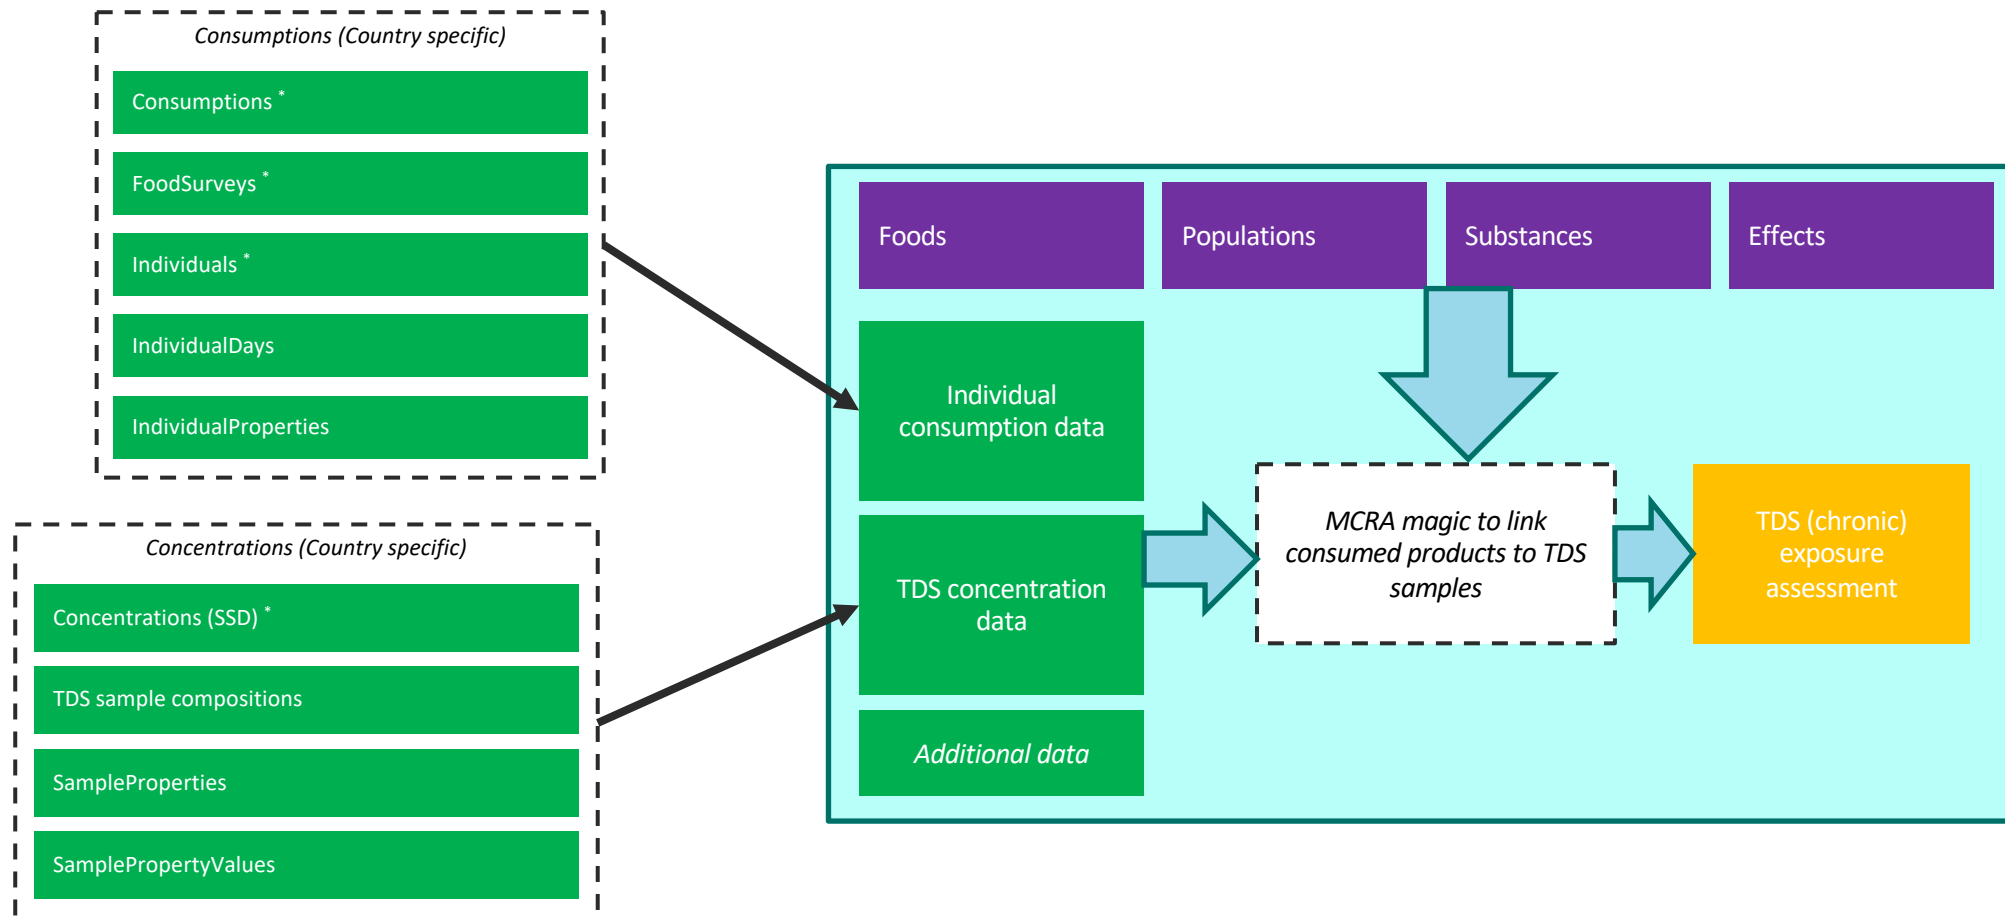 Consumptions (Country specific)
Consumptions *
FoodSurveys *
Individuals *
IndividualDays
IndividualProperties
Concentrations (Country specific)
Concentrations (SSD) *
TDS sample compositions
SampleProperties
SamplePropertyValues
Foods
Populations
Substances
Effects
Individual
consumption data
TDS concentration
data
Additional data
MCRA magic to link
consumed products to TDS
samples
TDS (chronic)
exposure
assessment